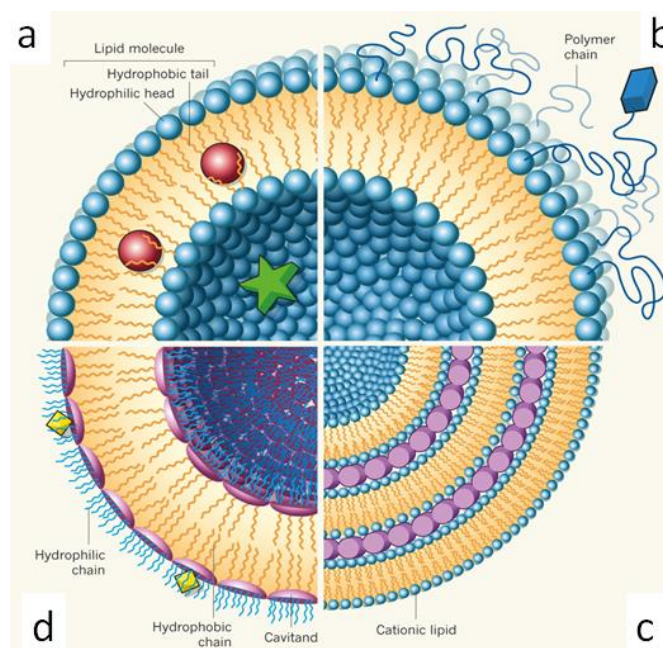 a
b
Lipid molecule
Hydrophobic tail
Hydrophilic head
Polymer
chain
Hydrophilic
chain
Hydrophobic
chain
Cavitand
Cationic lipid
d
c